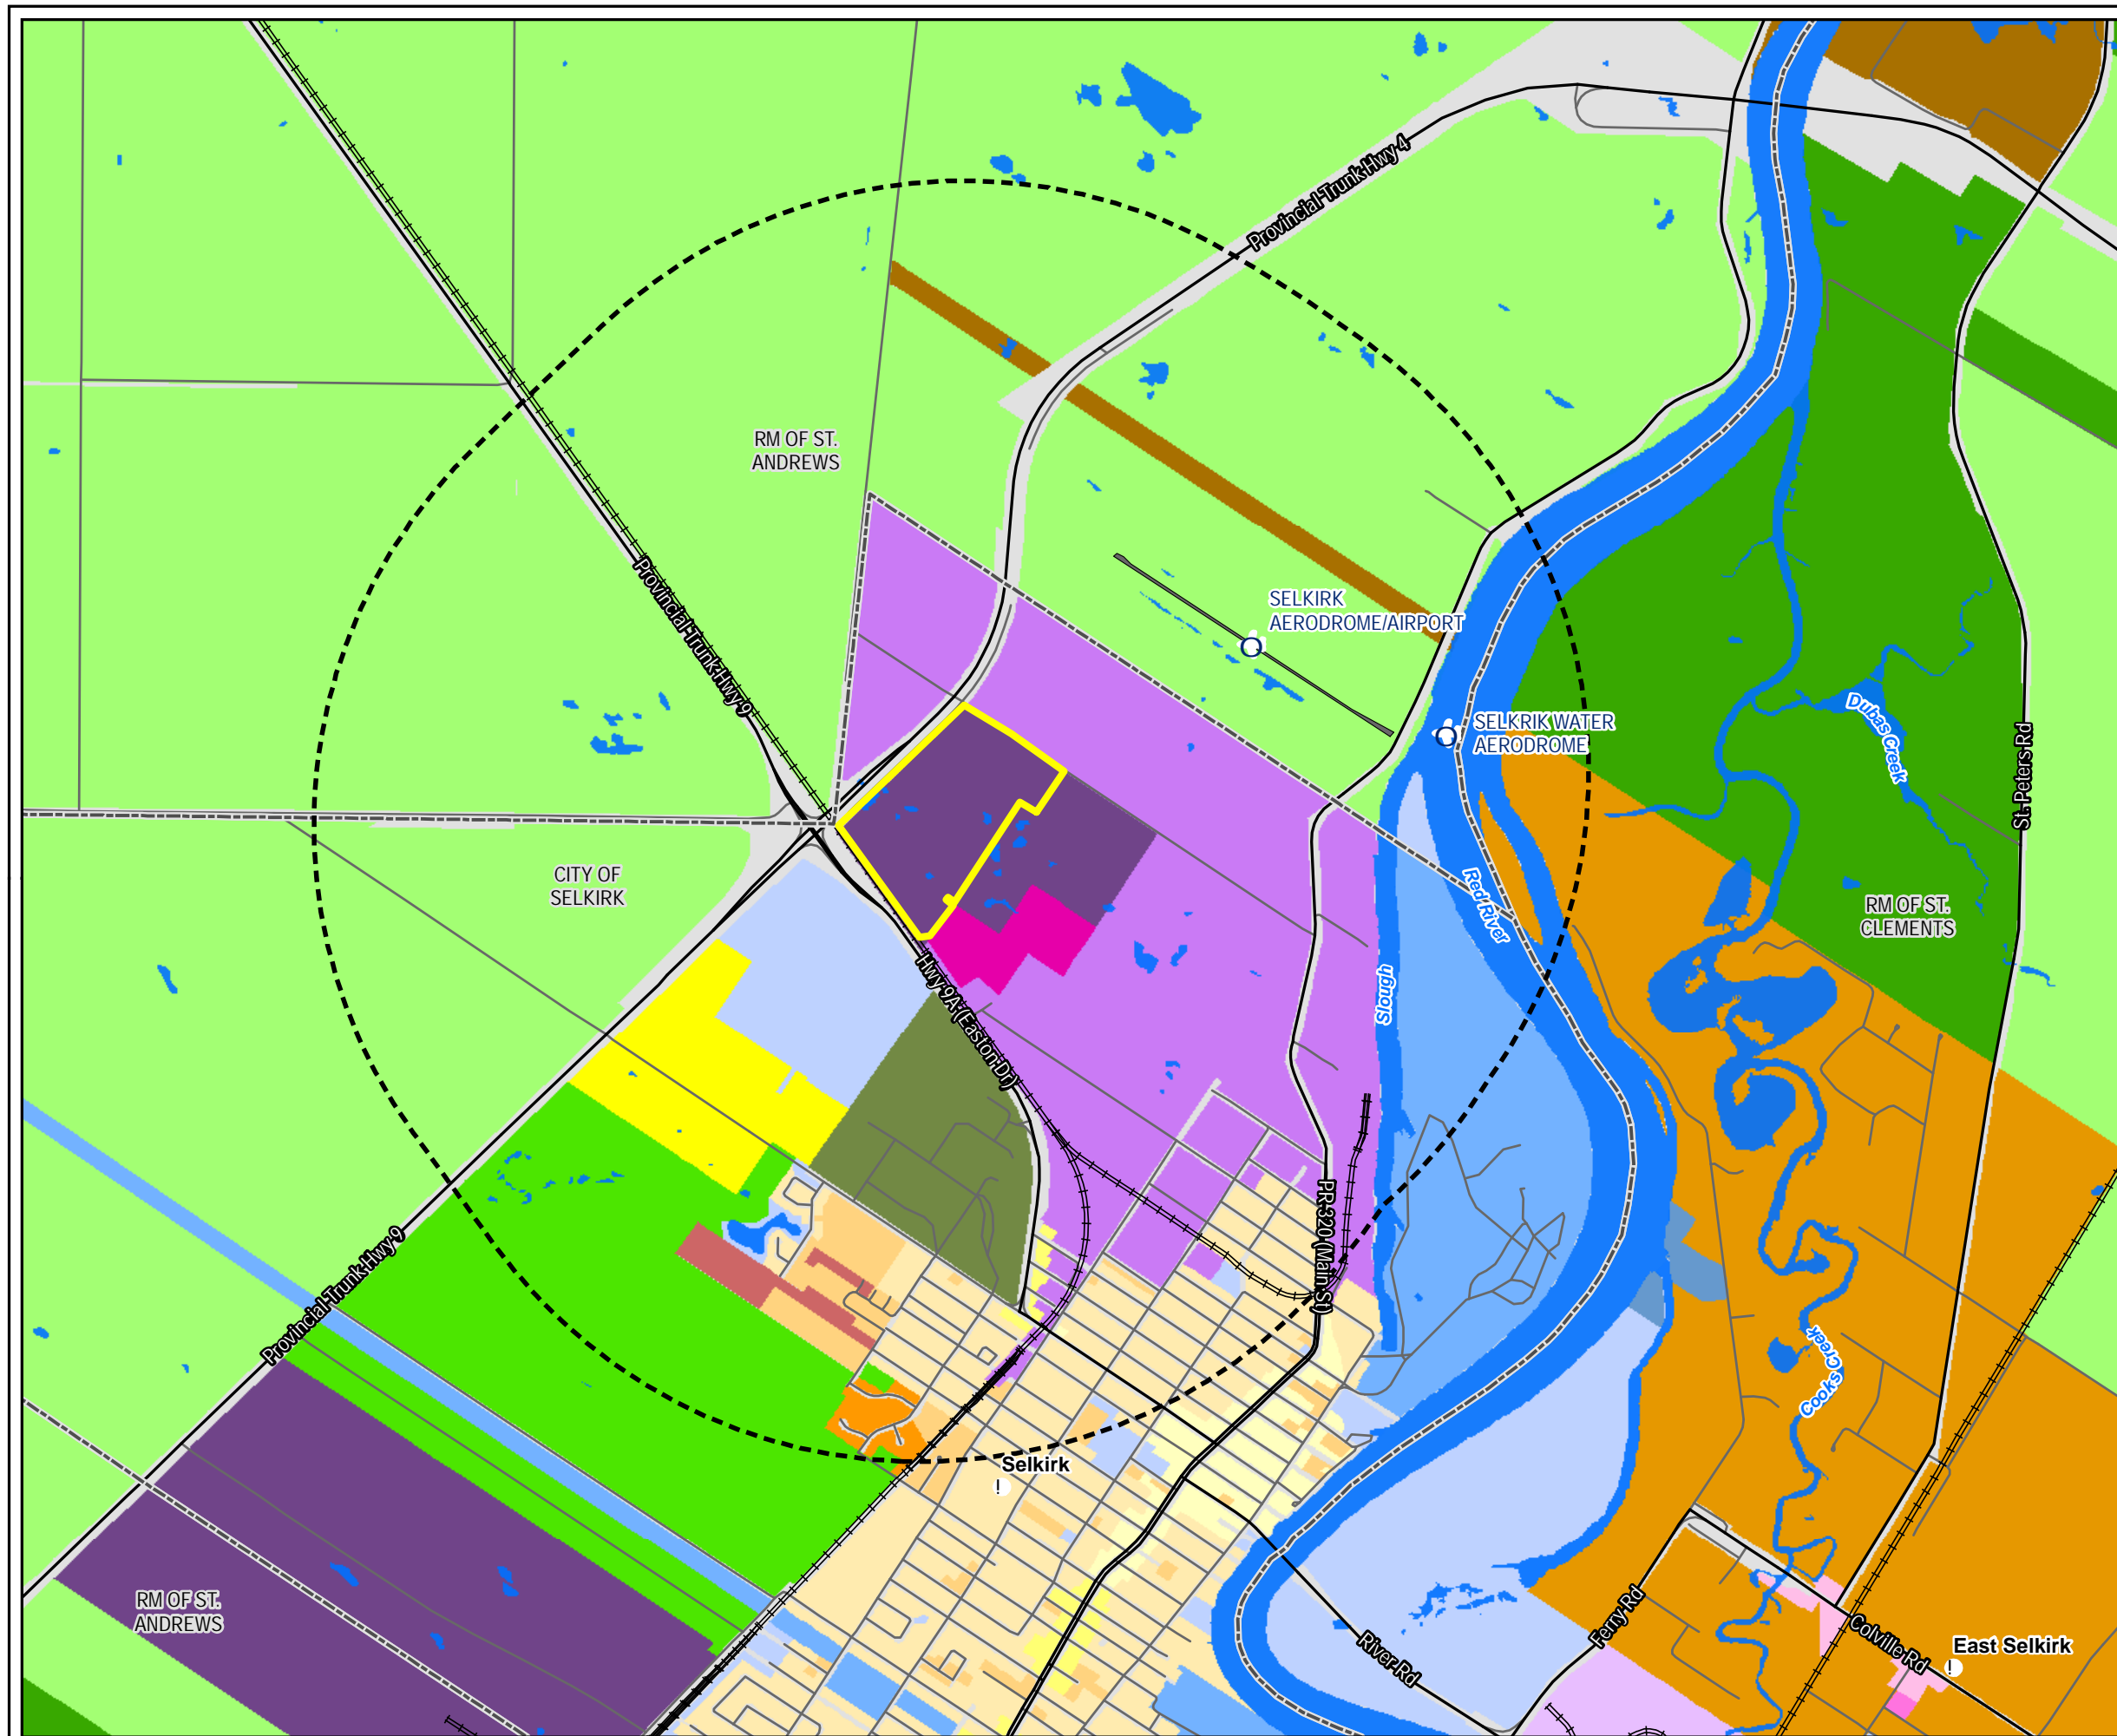 Provincial Trunk Hwy 4
RM OF ST.
ANDREWS
Provincial Trunk Hwy 9
SELKIRK
AERODROME/AIRPORT
SELKRIK WATER
AERODROME
Dubas Creek
St. Peters Rd
CITY OF
SELKIRK
Red River
RM OF ST.
CLEMENTS
Slough
Hwy 9A (Easton Dr)
PR 320 (Main St)
Provincial Trunk Hwy 9
Cooks Creek
Selkirk
!
RM OF ST.
ANDREWS
River Rd
Ferry Rd
Colville Rd
East Selkirk
!